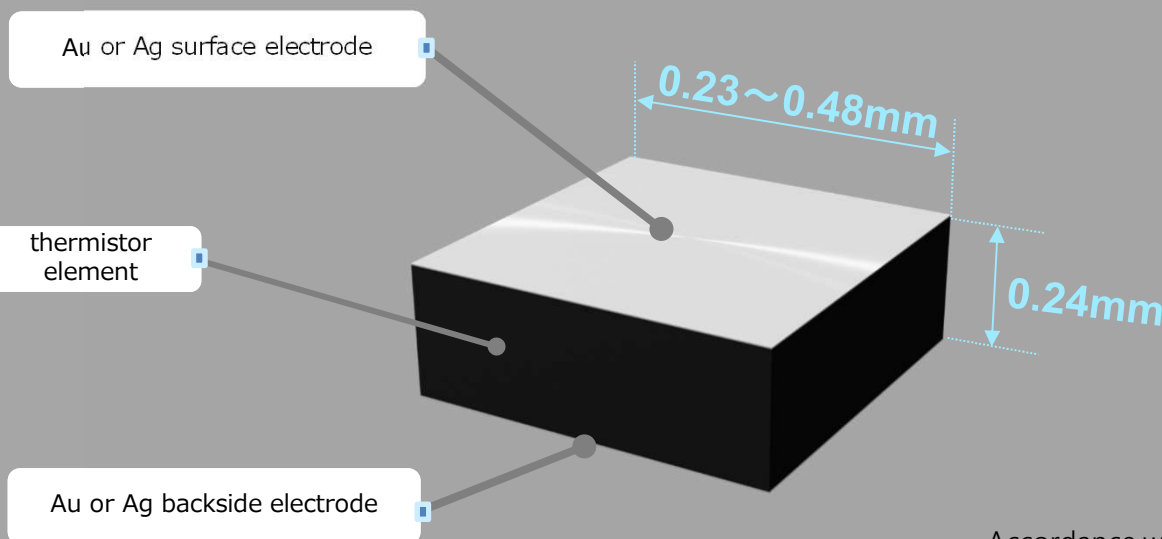 Au or Ag surface electrode
0.23～0.48mm
thermistor
element
0.24mm
Au or Ag backside electrode